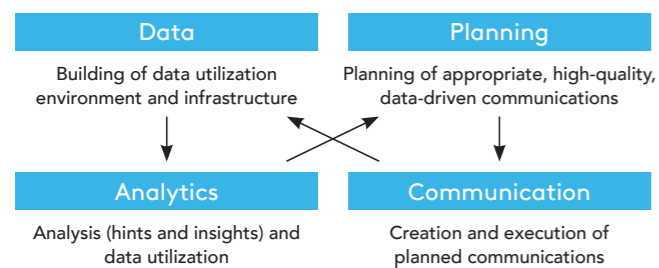 Data
Building of data utilization
environment and infrastructure
Planning
Planning of appropriate, high-quality,
data-driven communications
Analytics
Analysis (hints and insights) and
data utilization
Communication
Creation and execution of
planned communications